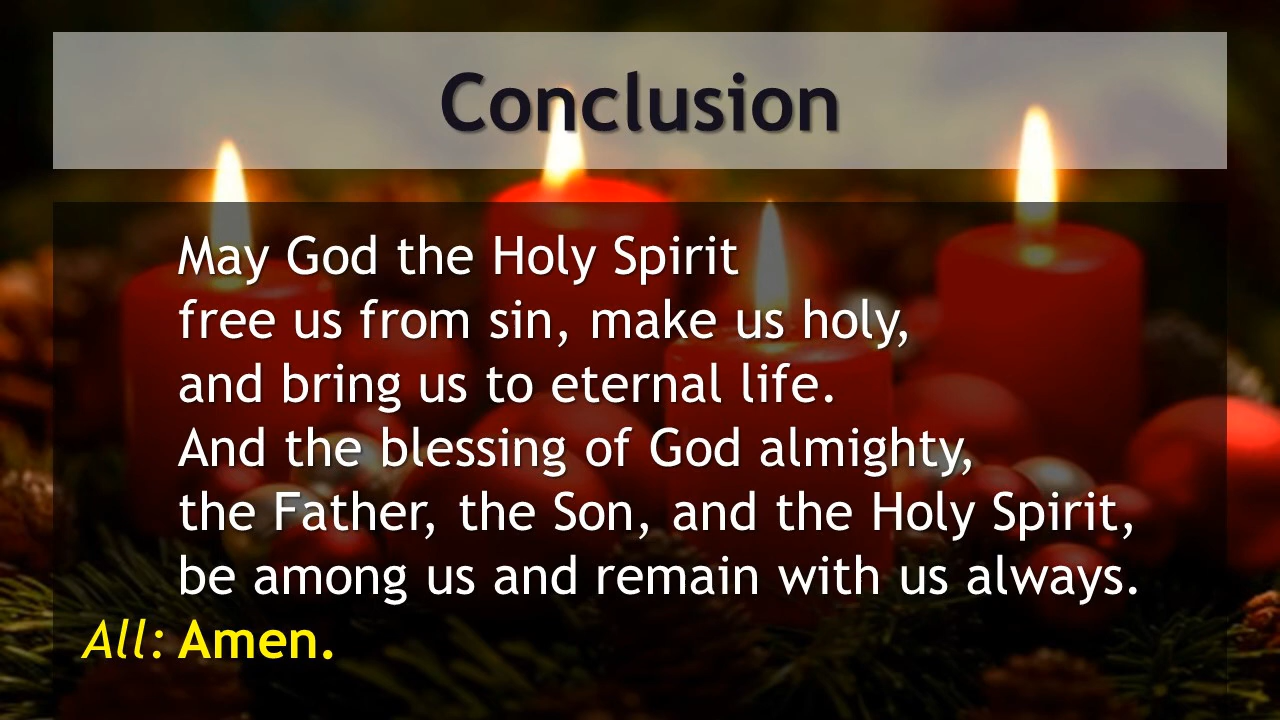 Conclusion
May God the Holy Spirit
free us from sin, make us holy,
and bring us to eternal life.
And the blessing of God almighty,
the Father, the Son, and the Holy Spirit,
be among us and remain with us always.
All: Amen.